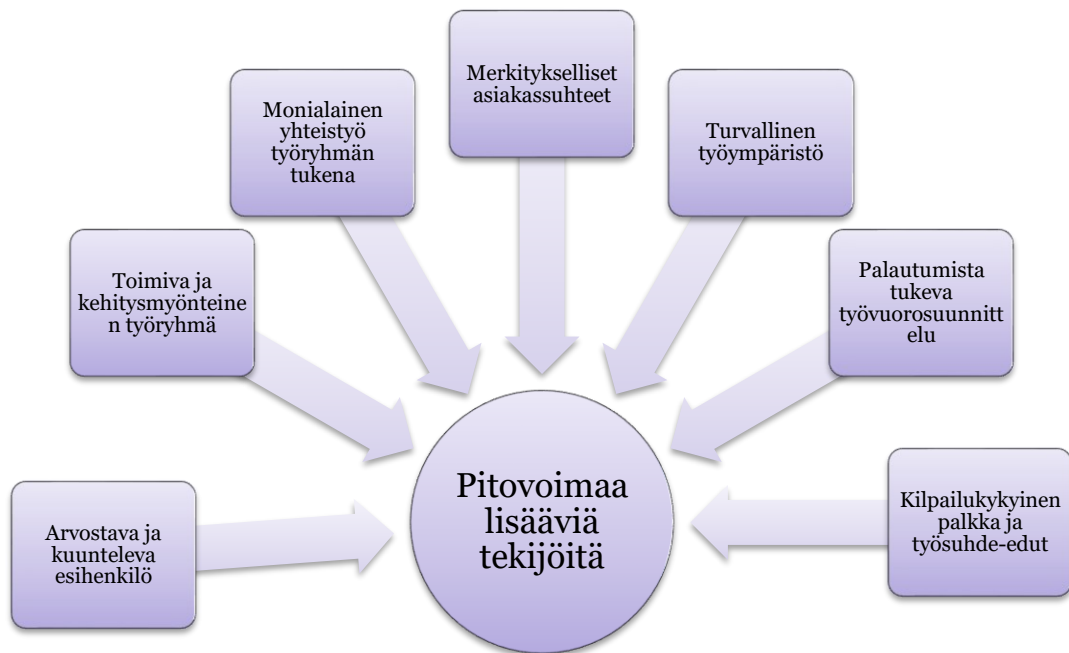 Merkitykselliset
asiakassuhteet
Monialainen
yhteistyö
työryhmän
tukena
Turvallinen
työympäristö
Toimiva ja
kehitysmyönteine
n työryhmä
Palautumista
tukeva
työvuorosuunnitt
elu
Arvostava ja
kuunteleva
esihenkilö
Pitovoimaa
lisääviä
tekijöitä
Kilpailukykyinen
palkka ja
työsuhde-edut